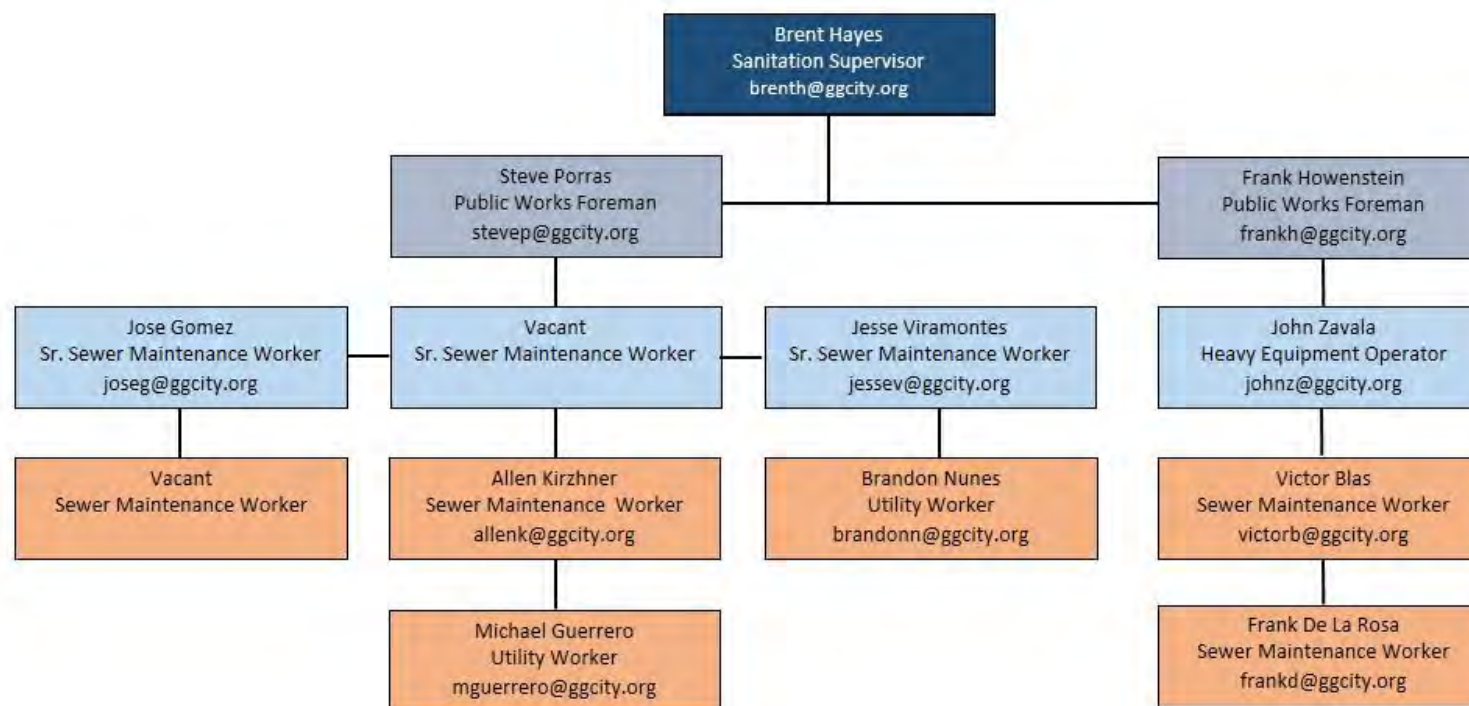 Brent Hayes
Sanitation Supervisor
brenth@ggcity.org
Steve Porras
Public Works Foreman
stevep@ggcity.org
Frank Howenstein
Public Works Foreman
frankh@ggcity.org
Jose Gomez
Sr. Sewer Maintenance Worker
joseg@ggcity.org
Vacant
Sr. Sewer Maintenance Worker
Jesse Viramontes
Sr. Sewer Maintenance Worker
jessev@ggcity.org
John Zavala
Heavy Equipment Operator
johnz@ggcity.org
Vacant
Sewer Maintenance Worker
Allen Kirzhner
Sewer Maintenance Worker
allenk@ggcity.org
Brandon Nunes
Utility Worker
brandonn@ggcity.org
Victor Blas
Sewer Maintenance Worker
victorb@ggcity.org
Michael Guerrero
Utility Worker
mguerrero@ggcity.org
Frank De La Rosa
Sewer Maintenance Worker
frankd@ggcity.org